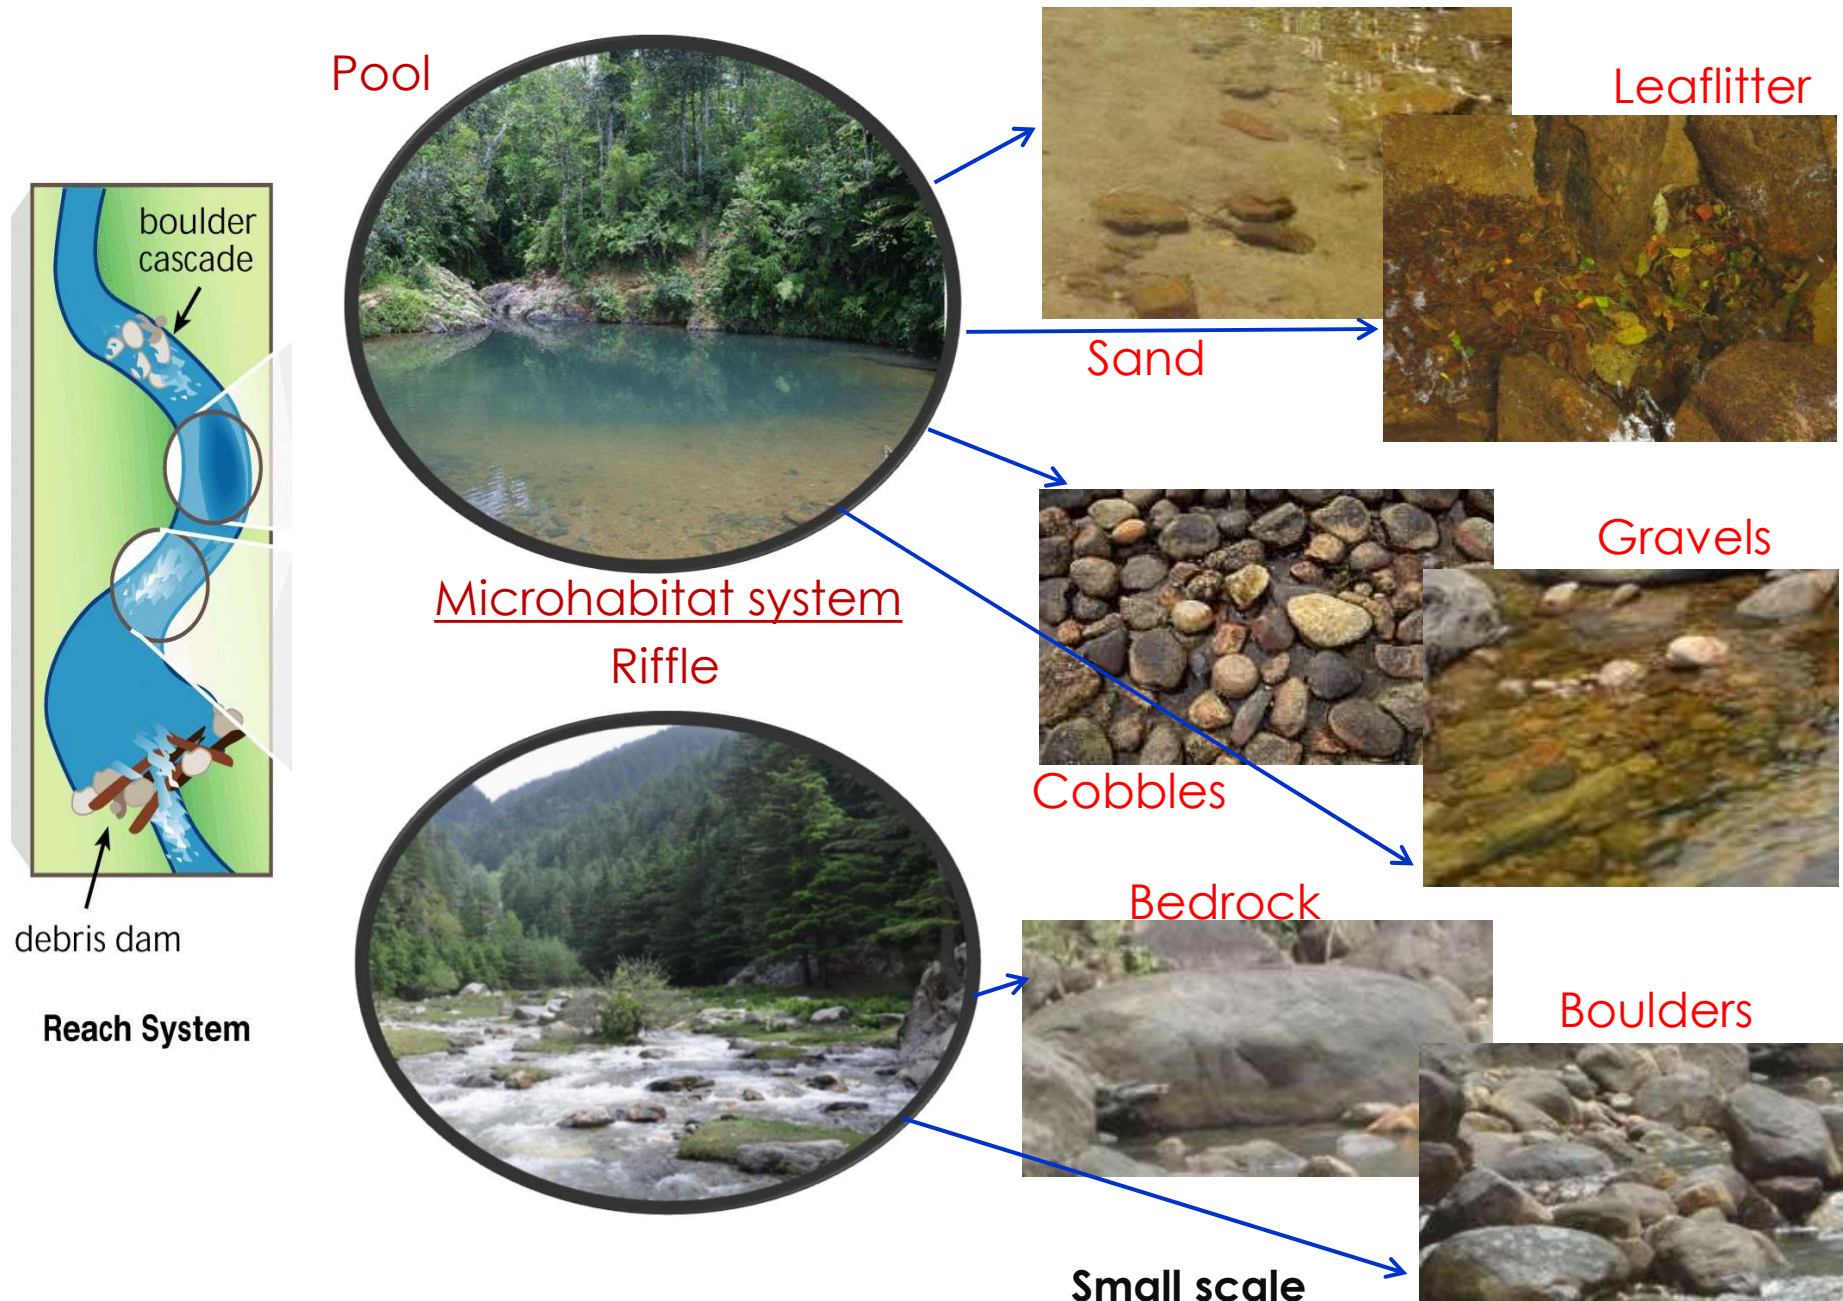 Pool
Leaflitter
boulder
cascade
Sand
Gravels
Microhabitat system
Riffle
Cobbles
Bedrock
debris dam
Boulders
Reach System
Small scale